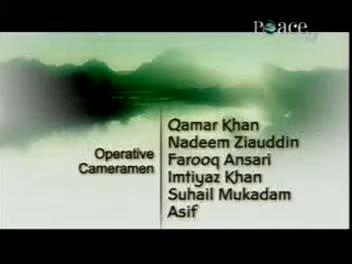 Peace
Operative
Cameramen
Qamar Khan
Nadeem Ziauddin
Farooq Ansari
Imtiyaz Khan
Suhail Mukadam
Asif